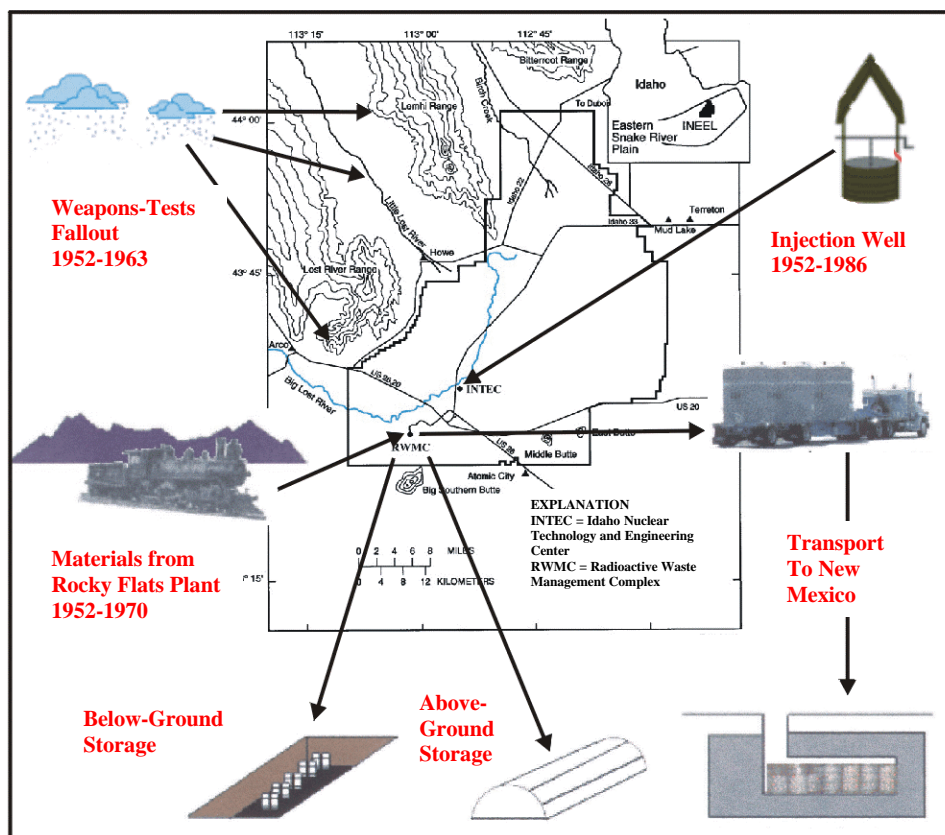 113° 15'
113° 00'
112° 45'
Bitterroot Range
Idaho
INEEL
Eastern
Snake River
Plain
To Dubois
Birch Creek
Lemhi Range
44° 00'
Weapons-Tests
Fallout
1952-1963
Idaho 22
Idaho 28
Idaho 33
Terreton
Mud Lake
Injection Well
1952-1986
Little Lost River
Howe
43° 45'
Lost River Range
Arco
US 20
Big Lost River
INTEC
US 20
RWMC
US 26
East Butte
Middle Butte
Atomic City
Big Southern Butte
EXPLANATION
INTEC = Idaho Nuclear
Technology and Engineering
Center
RWMC = Radioactive Waste
Management Complex
0 2 4 6 8 MILES
0 4 8 12 KILOMETERS
° 15'
Materials from
Rocky Flats Plant
1952-1970
Transport
To New
Mexico
Below-Ground
Storage
Above-
Ground
Storage